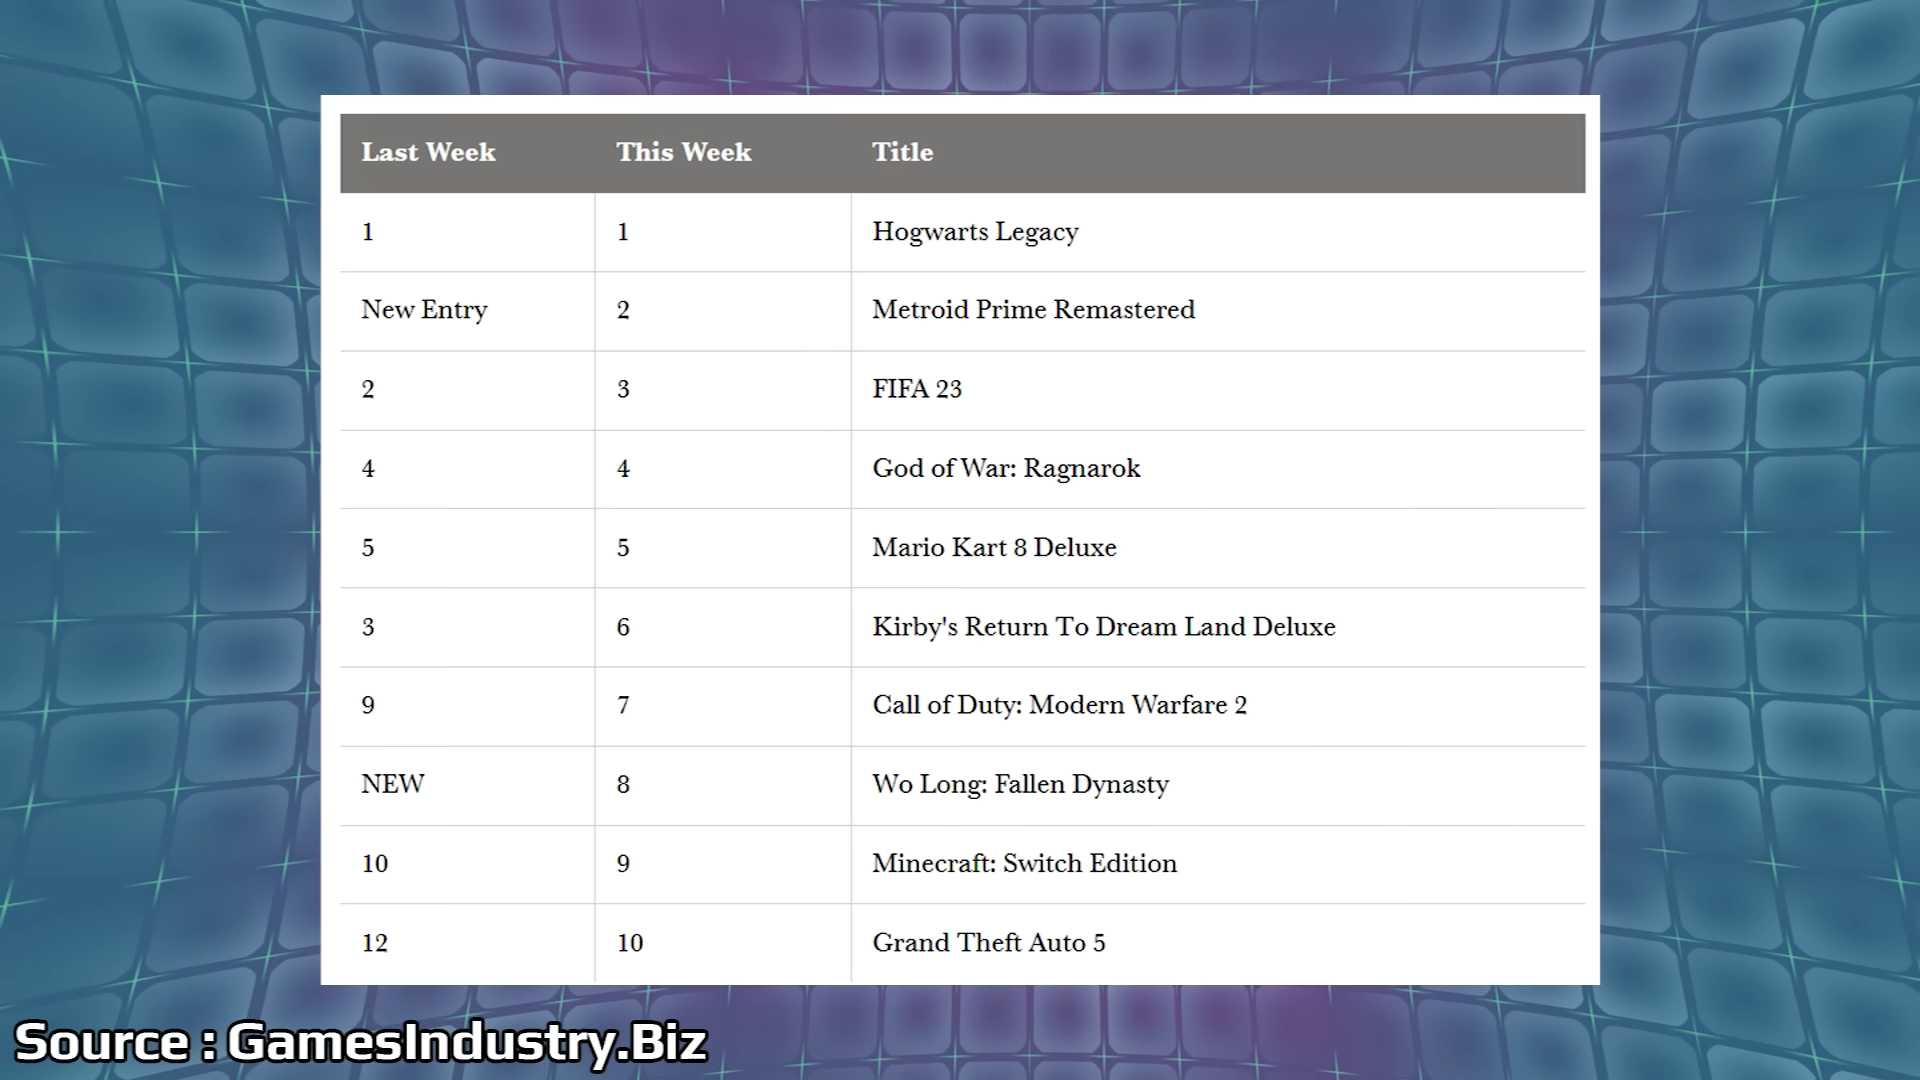 Last Week This Week Title
1 1 Hogwarts Legacy
New Entry 2 Metroid Prime Remastered
2 3 FIFA 23
4 4 God of War: Ragnarok
5 5 Mario Kart 8 Deluxe
3 6 Kirby's Return To Dream Land Deluxe
9 7 Call of Duty: Modern Warfare 2
NEW 8 Wo Long: Fallen Dynasty
10 9 Minecraft: Switch Edition
12 10 Grand Theft Auto 5
Source : GamesIndustry.Biz